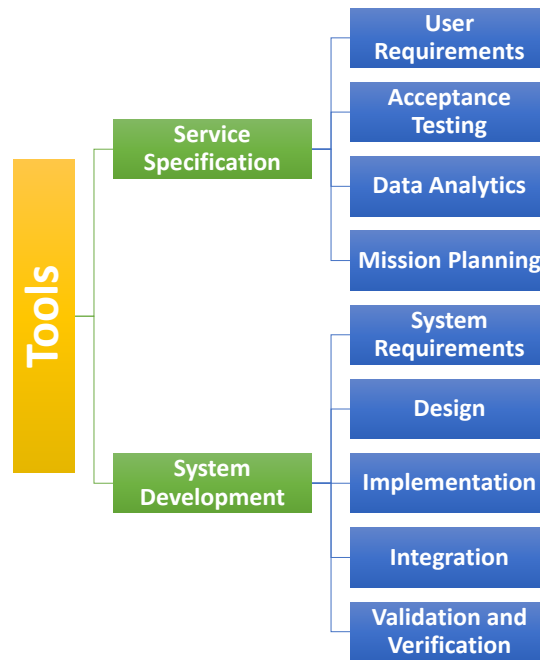 Tools
Service
Specification
User
Requirements
Acceptance
Testing
Data Analytics
Mission Planning
System
Development
System
Requirements
Design
Implementation
Integration
Validation and
Verification